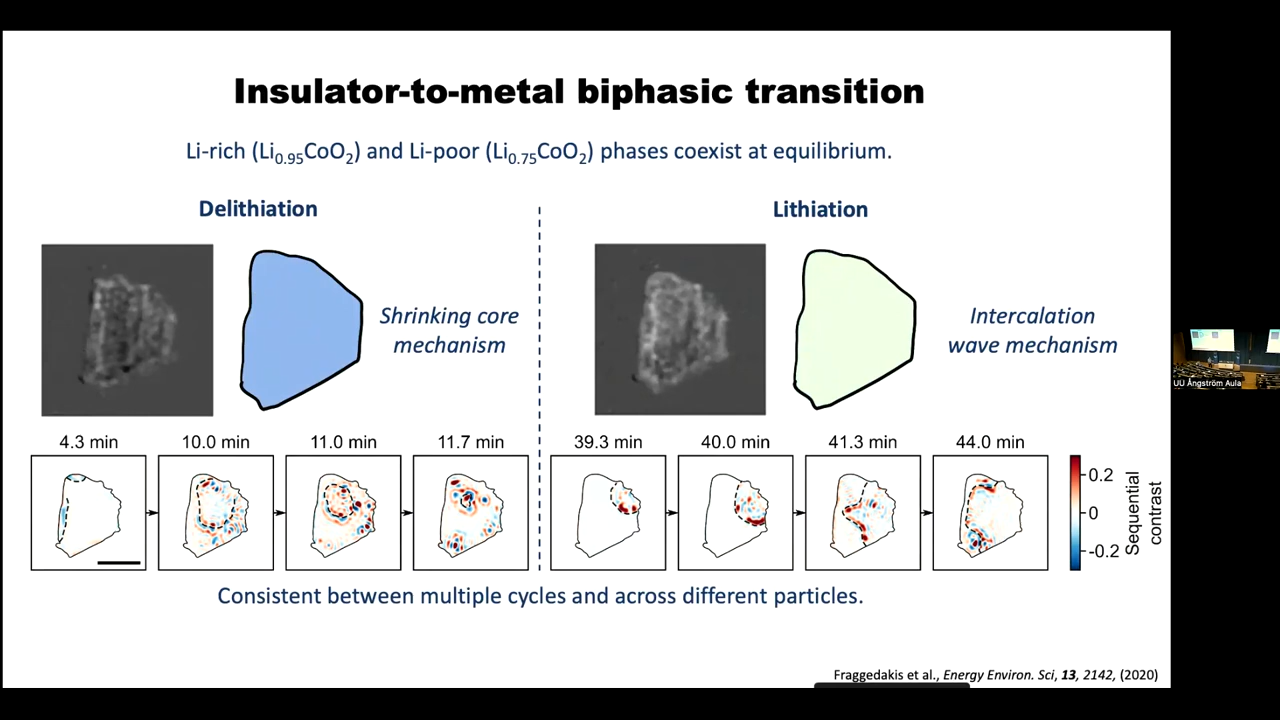 Insulator-to-metal biphasic transition
Li-rich (Li₀.₉₅CoO₂) and Li-poor (Li₀.₇₅CoO₂) phases coexist at equilibrium.
Delithiation
Shrinking core
mechanism
4.3 min
10.0 min
11.0 min
11.7 min
Lithiation
Intercalation
wave mechanism
39.3 min
40.0 min
41.3 min
44.0 min
0.2
0
-0.2
Sequential
contrast
Consistent between multiple cycles and across different particles.
Fraggedakis et al., Energy Environ. Sci, 13, 2142, (2020)
UU Ångström Aula